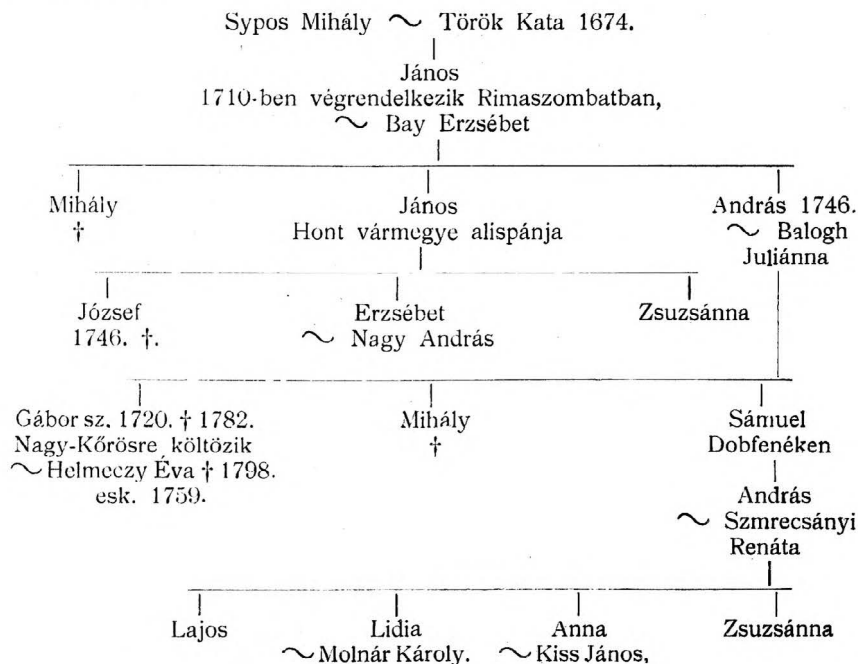 Sypos Mihály ~ Török Kata 1674.
János
1710-ben végrendelkezik Rimaszombatban,
~ Bay Erzsébet
Mihály János András 1746.
† Hont vármegye alispánja ~ Balogh
Juliánna
József Erzsébet Zsuzsánna
1746. †. ~ Nagy András
Gábor sz. 1720. † 1782. Mihály Sámuel
Nagy-Kőrösre költözik † Dobfenéken
~ Helmeczy Éva † 1798.
esk. 1759. András
~ Szmrecsányi
Renáta
Lajos Lidia Anna Zsuzsánna
~ Molnár Károly. ~ Kiss János,